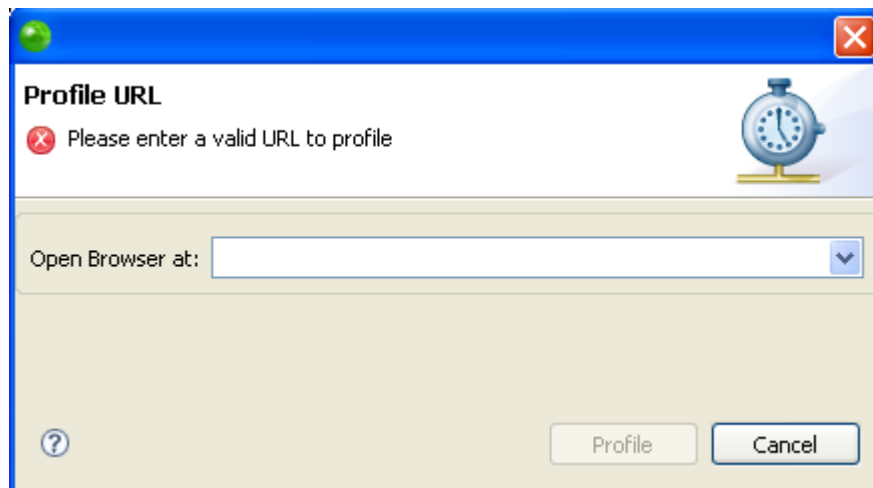 Profile URL
Please enter a valid URL to profile
Open Browser at:
Profile Cancel